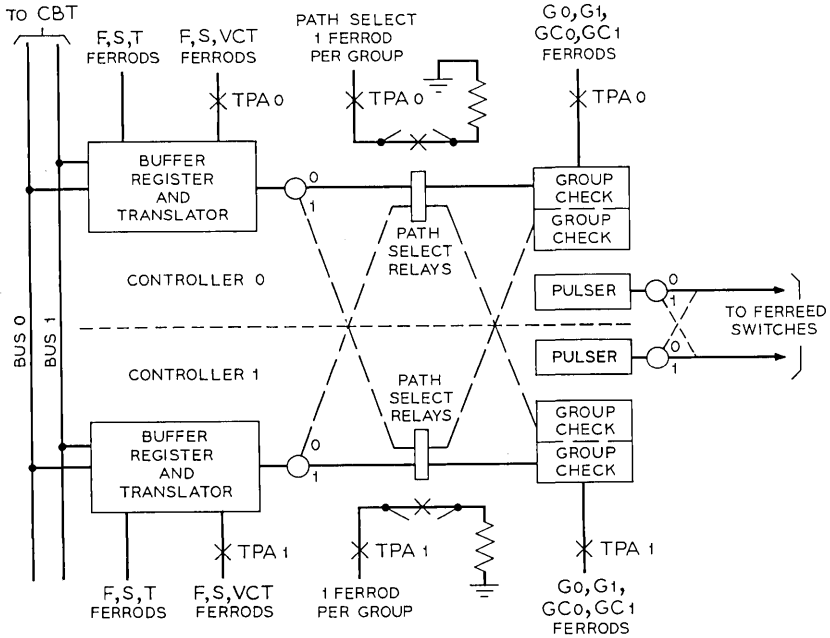 TO CBT
F,S,T
FERRODS
F,S,VCT
FERRODS
TPA 0
PATH SELECT
1 FERROD
PER GROUP
TPA 0
G0, G1,
GC0, GC1
FERRODS
TPA 0
BUFFER
REGISTER
AND
TRANSLATOR
0
1
PATH
SELECT
RELAYS
GROUP
CHECK
GROUP
CHECK
CONTROLLER 0
PULSER
0
1
TO FERREED
SWITCHES
BUS 0
BUS 1
CONTROLLER 1
PULSER
0
1
PATH
SELECT
RELAYS
BUFFER
REGISTER
AND
TRANSLATOR
0
1
GROUP
CHECK
GROUP
CHECK
TPA 1
TPA 1
TPA 1
F,S,T
FERRODS
F,S,VCT
FERRODS
1 FERROD
PER GROUP
G0, G1,
GC0, GC1
FERRODS